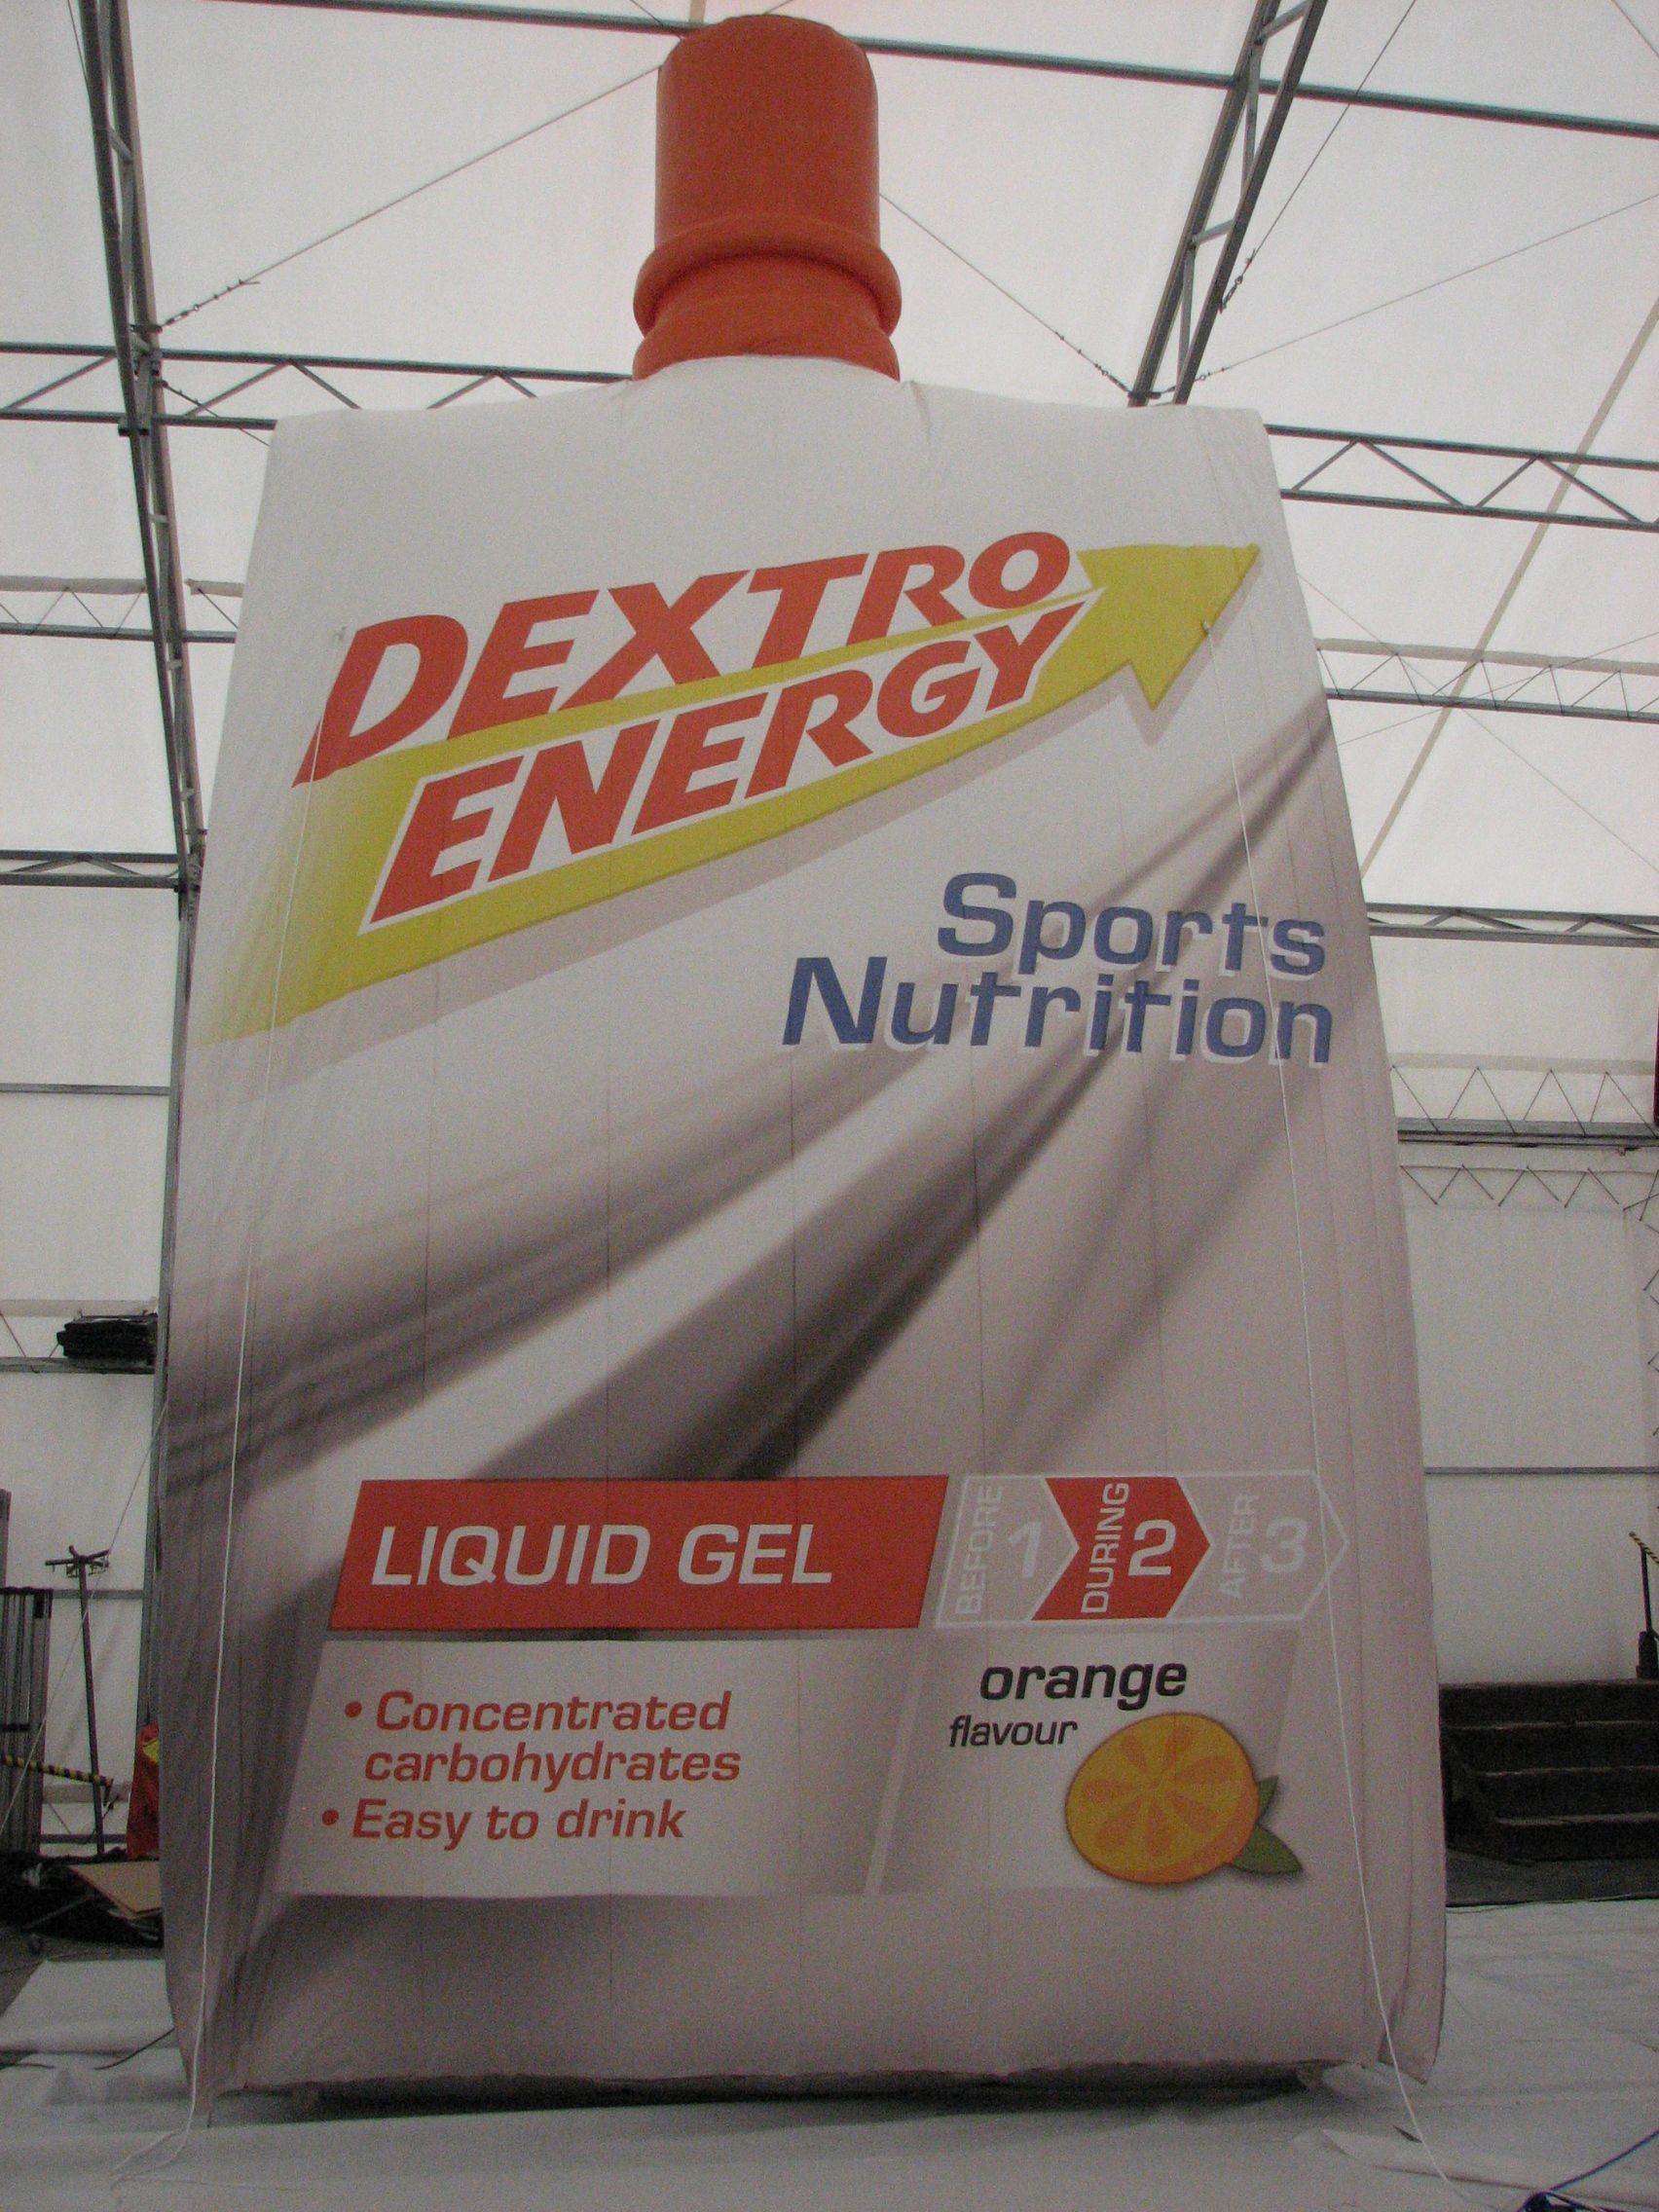 DEXTRO
ENERGY
Sports
Nutrition
LIQUID GEL
BEFORE 1
DURING 2
AFTER 3
• Concentrated
carbohydrates
• Easy to drink
orange
flavour